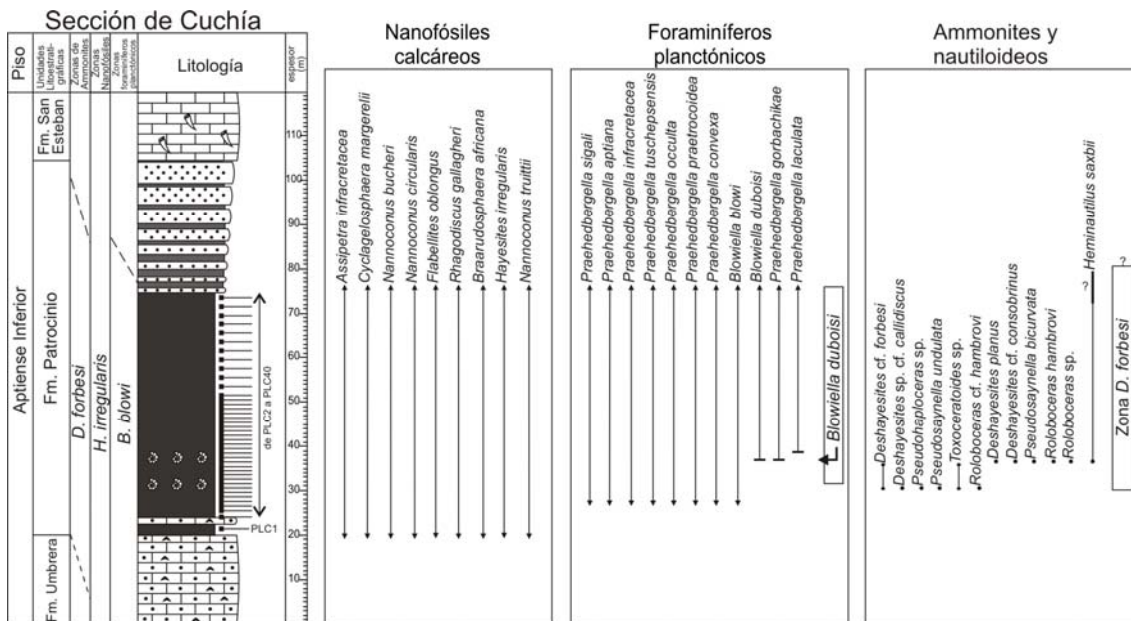 Sección de Cuchía
Piso
Unidades Litoestrati- gráficas
Zonas de Ammonites
Zonas Nanofósiles
Zonas foraminíferos planctónicos
Litología
espesor (m)
Aptiense Inferior
Fm. San Esteban
Fm. Patrocinio
Fm. Umbrera
D. forbesi
H. irregularis
B. blowi
110
100
90
80
70
60
50
40
30
20
10
de PLC2 a PLC40
PLC1
Nanofósiles
calcáreos
Assipetra infracretacea
Cyclagelosphaera margerelii
Nannoconus bucheri
Nannoconus circularis
Flabellites oblongus
Rhagodiscus gallagheri
Braarudosphaera africana
Hayesites irregularis
Nannoconus truittii
Foraminíferos
planctónicos
Praehedbergella sigali
Praehedbergella aptiana
Praehedbergella infracretacea
Praehedbergella tuschepsensis
Praehedbergella occulta
Praehedbergella praetrocoidea
Praehedbergella convexa
Blowiella blowi
Blowiella duboisi
Praehedbergella gorbachikae
Praehedbergella laculata
Blowiella duboisi
Ammonites y
nautiloideos
Deshayesites cf. forbesi
Deshayesites sp. cf. callidiscus
Pseudohaploceras sp.
Pseudosaynella undulata
Toxoceratoides sp.
Roloboceras cf. hambrovi
Deshayesites planus
Deshayesites cf. consobrinus
Pseudosaynella bicurvata
Roloboceras hambrovi
Roloboceras sp.
Heminautilus saxbii
?
?
Zona D. forbesi